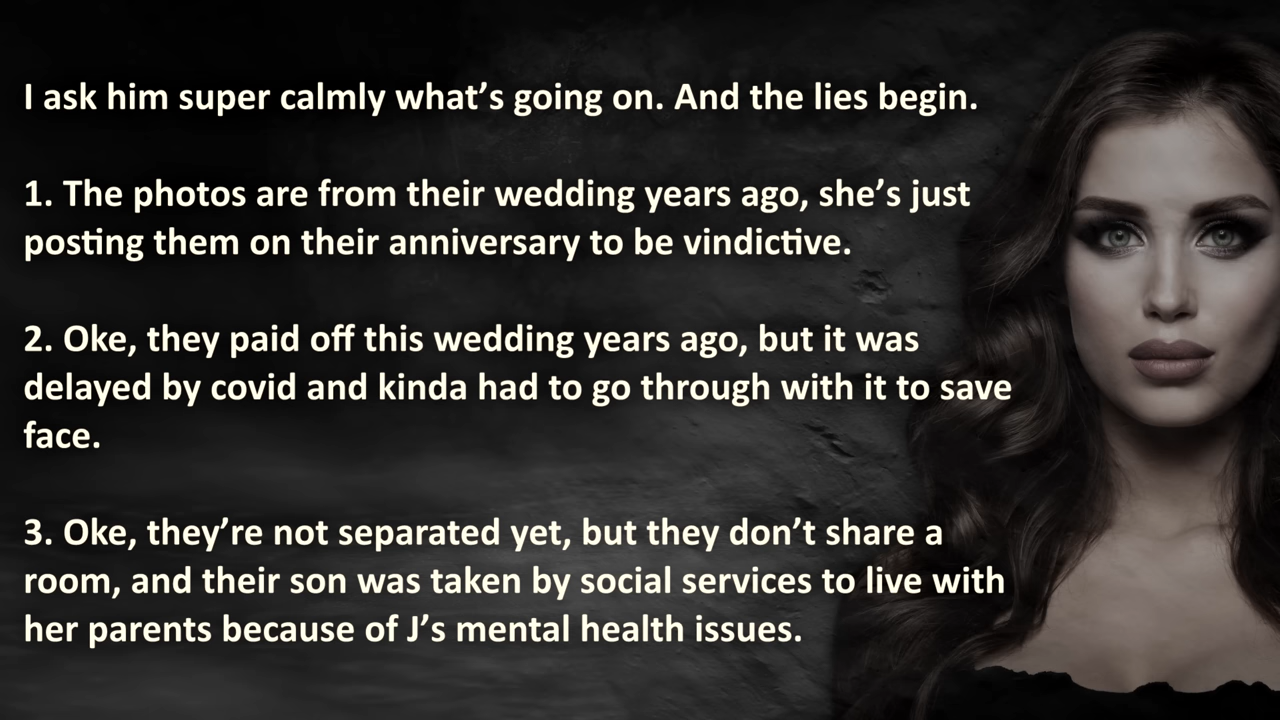 I ask him super calmly what’s going on. And the lies begin.
1. The photos are from their wedding years ago, she’s just
posting them on their anniversary to be vindictive.
2. Oke, they paid off this wedding years ago, but it was
delayed by covid and kinda had to go through with it to save
face.
3. Oke, they’re not separated yet, but they don’t share a
room, and their son was taken by social services to live with
her parents because of J’s mental health issues.